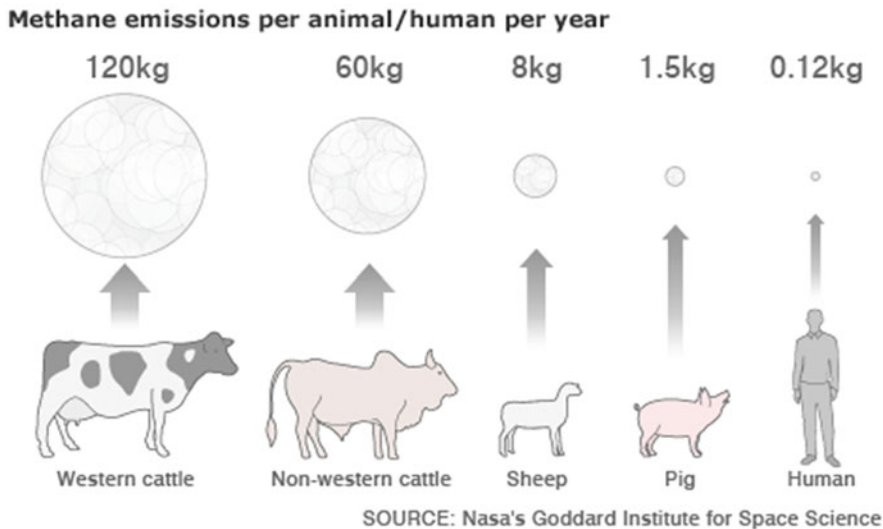 Methane emissions per animal/human per year
120kg 60kg 8kg 1.5kg 0.12kg
Western cattle Non-western cattle Sheep Pig Human
SOURCE: Nasa's Goddard Institute for Space Science